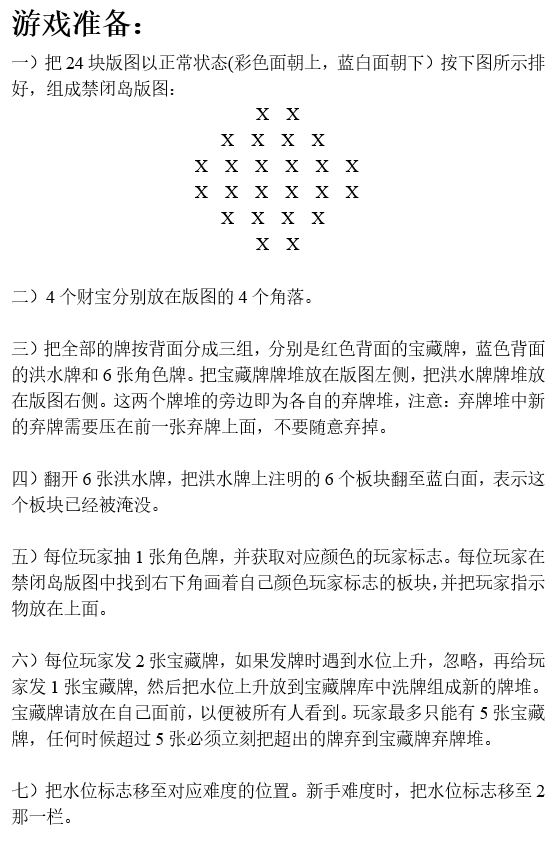 游戏准备：
一）把 24 块版图以正常状态(彩色面朝上，蓝白面朝下）按下图所示排
好，组成禁闭岛版图：
X X
X X X X
X X X X X X
X X X X X X
X X X X
X X
二）4 个财宝分别放在版图的 4 个角落。
三）把全部的牌按背面分成三组，分别是红色背面的宝藏牌，蓝色背面
的洪水牌和 6 张角色牌。把宝藏牌牌堆放在版图左侧，把洪水牌牌堆放
在版图右侧。这两个牌堆的旁边即为各自的弃牌堆，注意：弃牌堆中新
的弃牌需要压在前一张弃牌上面，不要随意弃掉。
四）翻开 6 张洪水牌，把洪水牌上注明的 6 个板块翻至蓝白面，表示这
个板块已经被淹没。
五）每位玩家抽 1 张角色牌，并获取对应颜色的玩家标志。每位玩家在
禁闭岛版图中找到右下角画着自己颜色玩家标志的板块，并把玩家指示
物放在上面。
六）每位玩家发 2 张宝藏牌，如果发牌时遇到水位上升，忽略，再给玩
家发 1 张宝藏牌, 然后把水位上升放到宝藏牌库中洗牌组成新的牌堆。
宝藏牌请放在自己面前，以便被所有人看到。玩家最多只能有 5 张宝藏
牌，任何时候超过 5 张必须立刻把超出的牌弃到宝藏牌弃牌堆。
七）把水位标志移至对应难度的位置。新手难度时，把水位标志移至 2
那一栏。